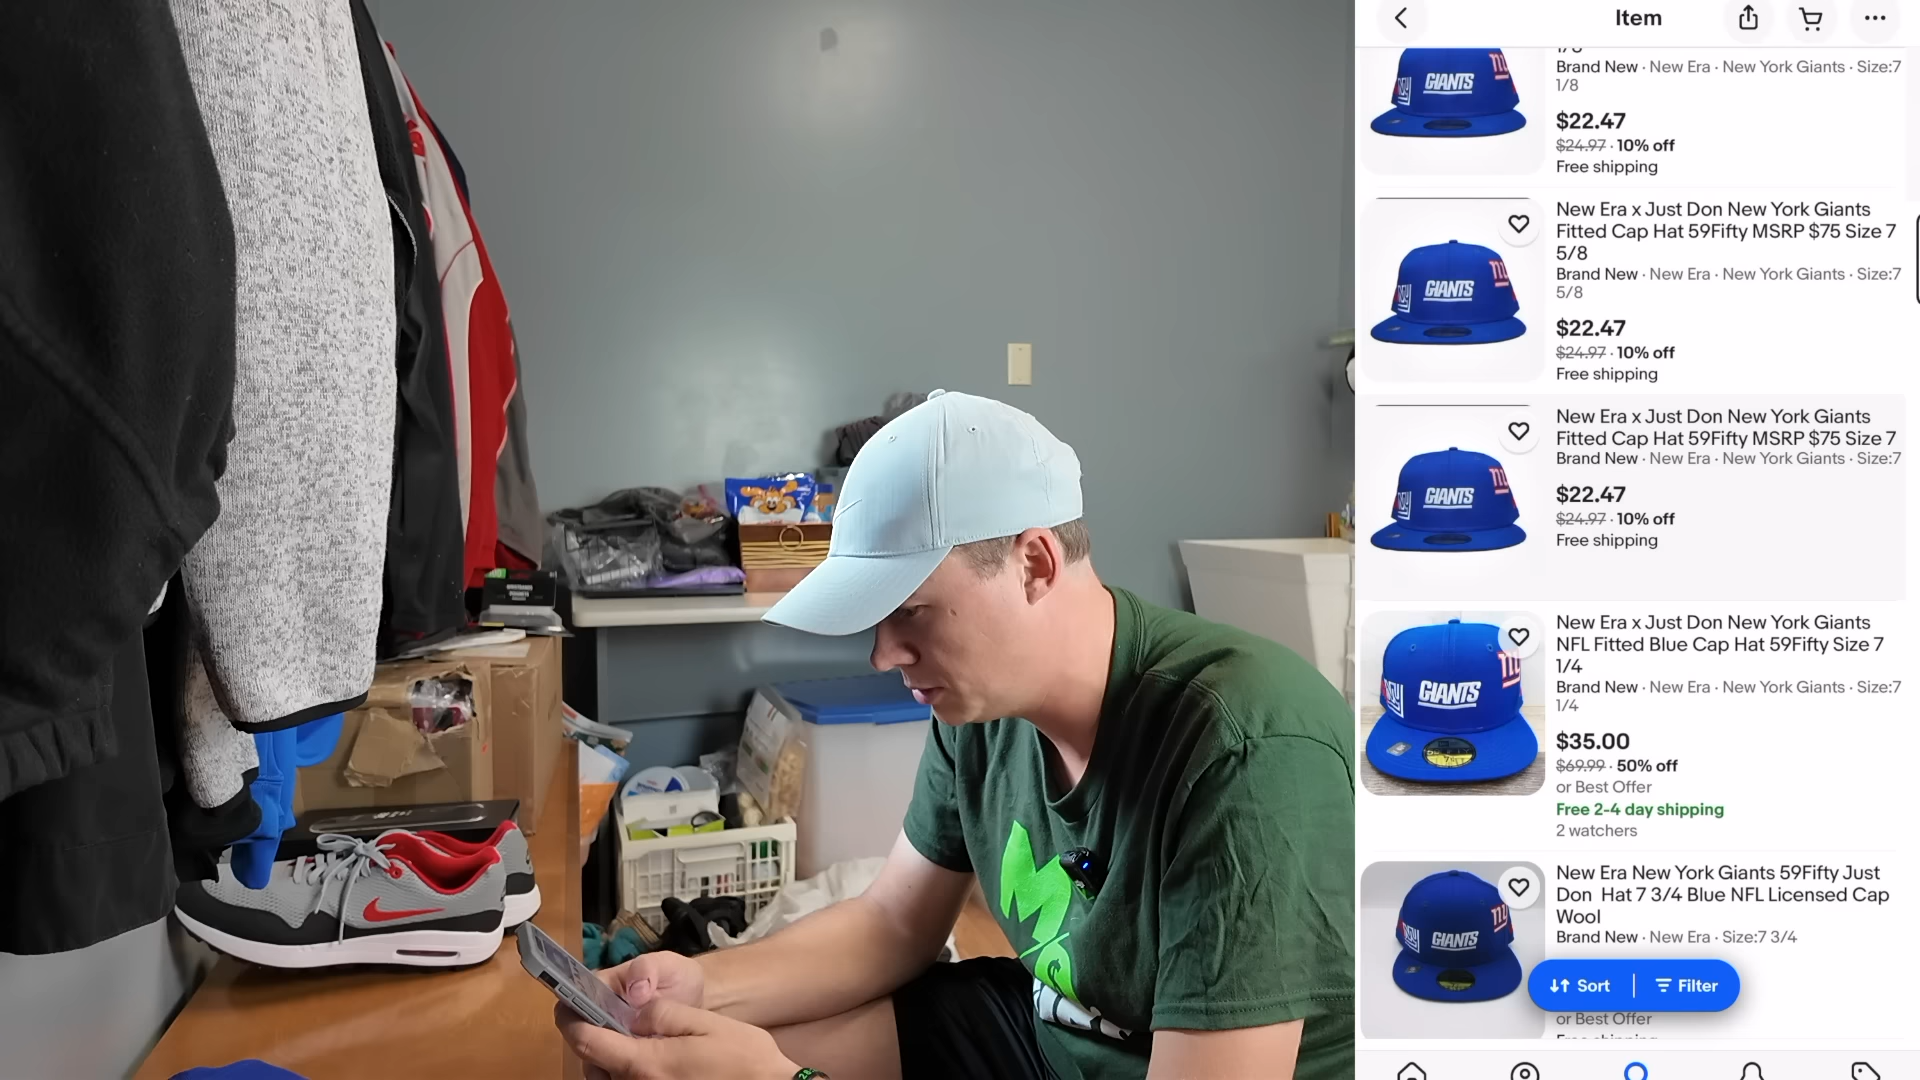 Item
Brand New · New Era · New York Giants · Size:7
1/8
$22.47
$24.97 · 10% off
Free shipping
GIANTS
New Era x Just Don New York Giants
Fitted Cap Hat 59Fifty MSRP $75 Size 7
5/8
Brand New · New Era · New York Giants · Size:7
5/8
$22.47
$24.97 · 10% off
Free shipping
GIANTS
New Era x Just Don New York Giants
Fitted Cap Hat 59Fifty MSRP $75 Size 7
Brand New · New Era · New York Giants · Size:7
$22.47
$24.97 · 10% off
Free shipping
GIANTS
New Era x Just Don New York Giants
NFL Fitted Blue Cap Hat 59Fifty Size 7
1/4
Brand New · New Era · New York Giants · Size:7
1/4
$35.00
$69.99 · 50% off
or Best Offer
Free 2-4 day shipping
2 watchers
GIANTS
New Era New York Giants 59Fifty Just
Don Hat 7 3/4 Blue NFL Licensed Cap
Wool
Brand New · New Era · Size:7 3/4
Sort
Filter
or Best Offer
GIANTS